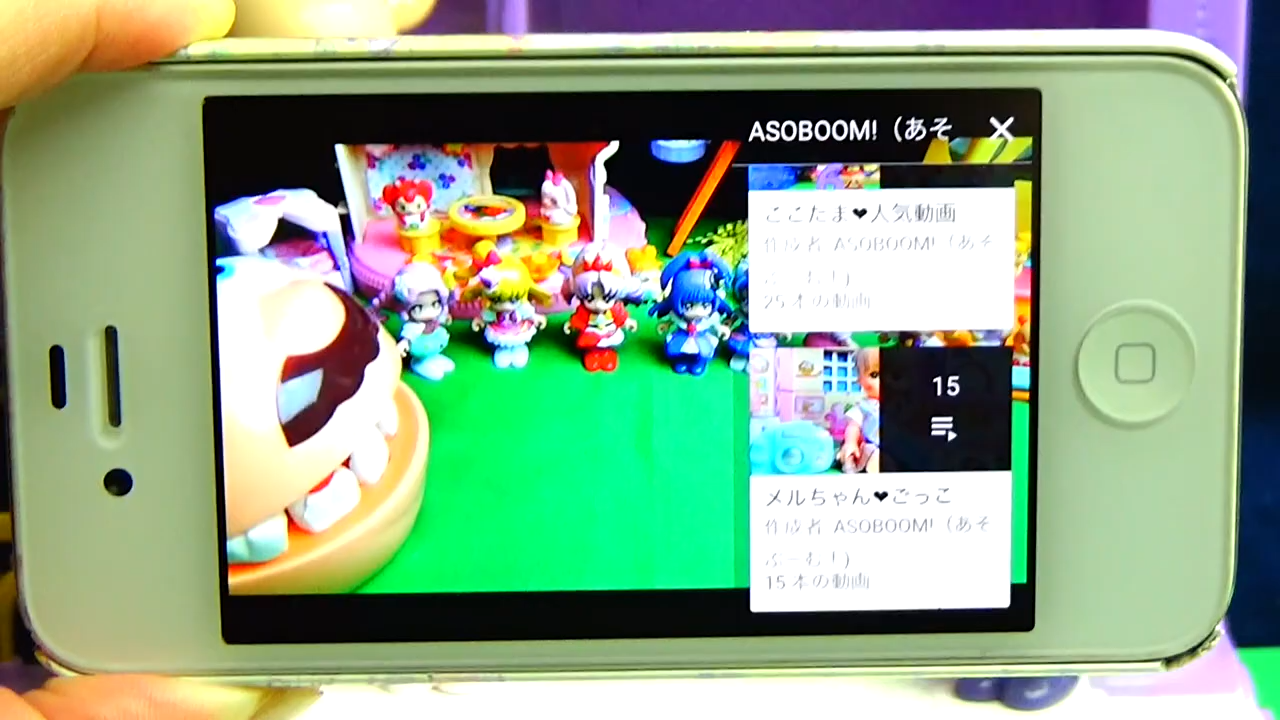 ASOBOOM!（あそ
ここたま❤人気動画
作成者 ASOBOOM!（あそ
ぶーむ！）
25 本の動画
15
メルちゃん❤ごっこ
作成者 ASOBOOM!（あそ
ぶーむ！）
15 本の動画